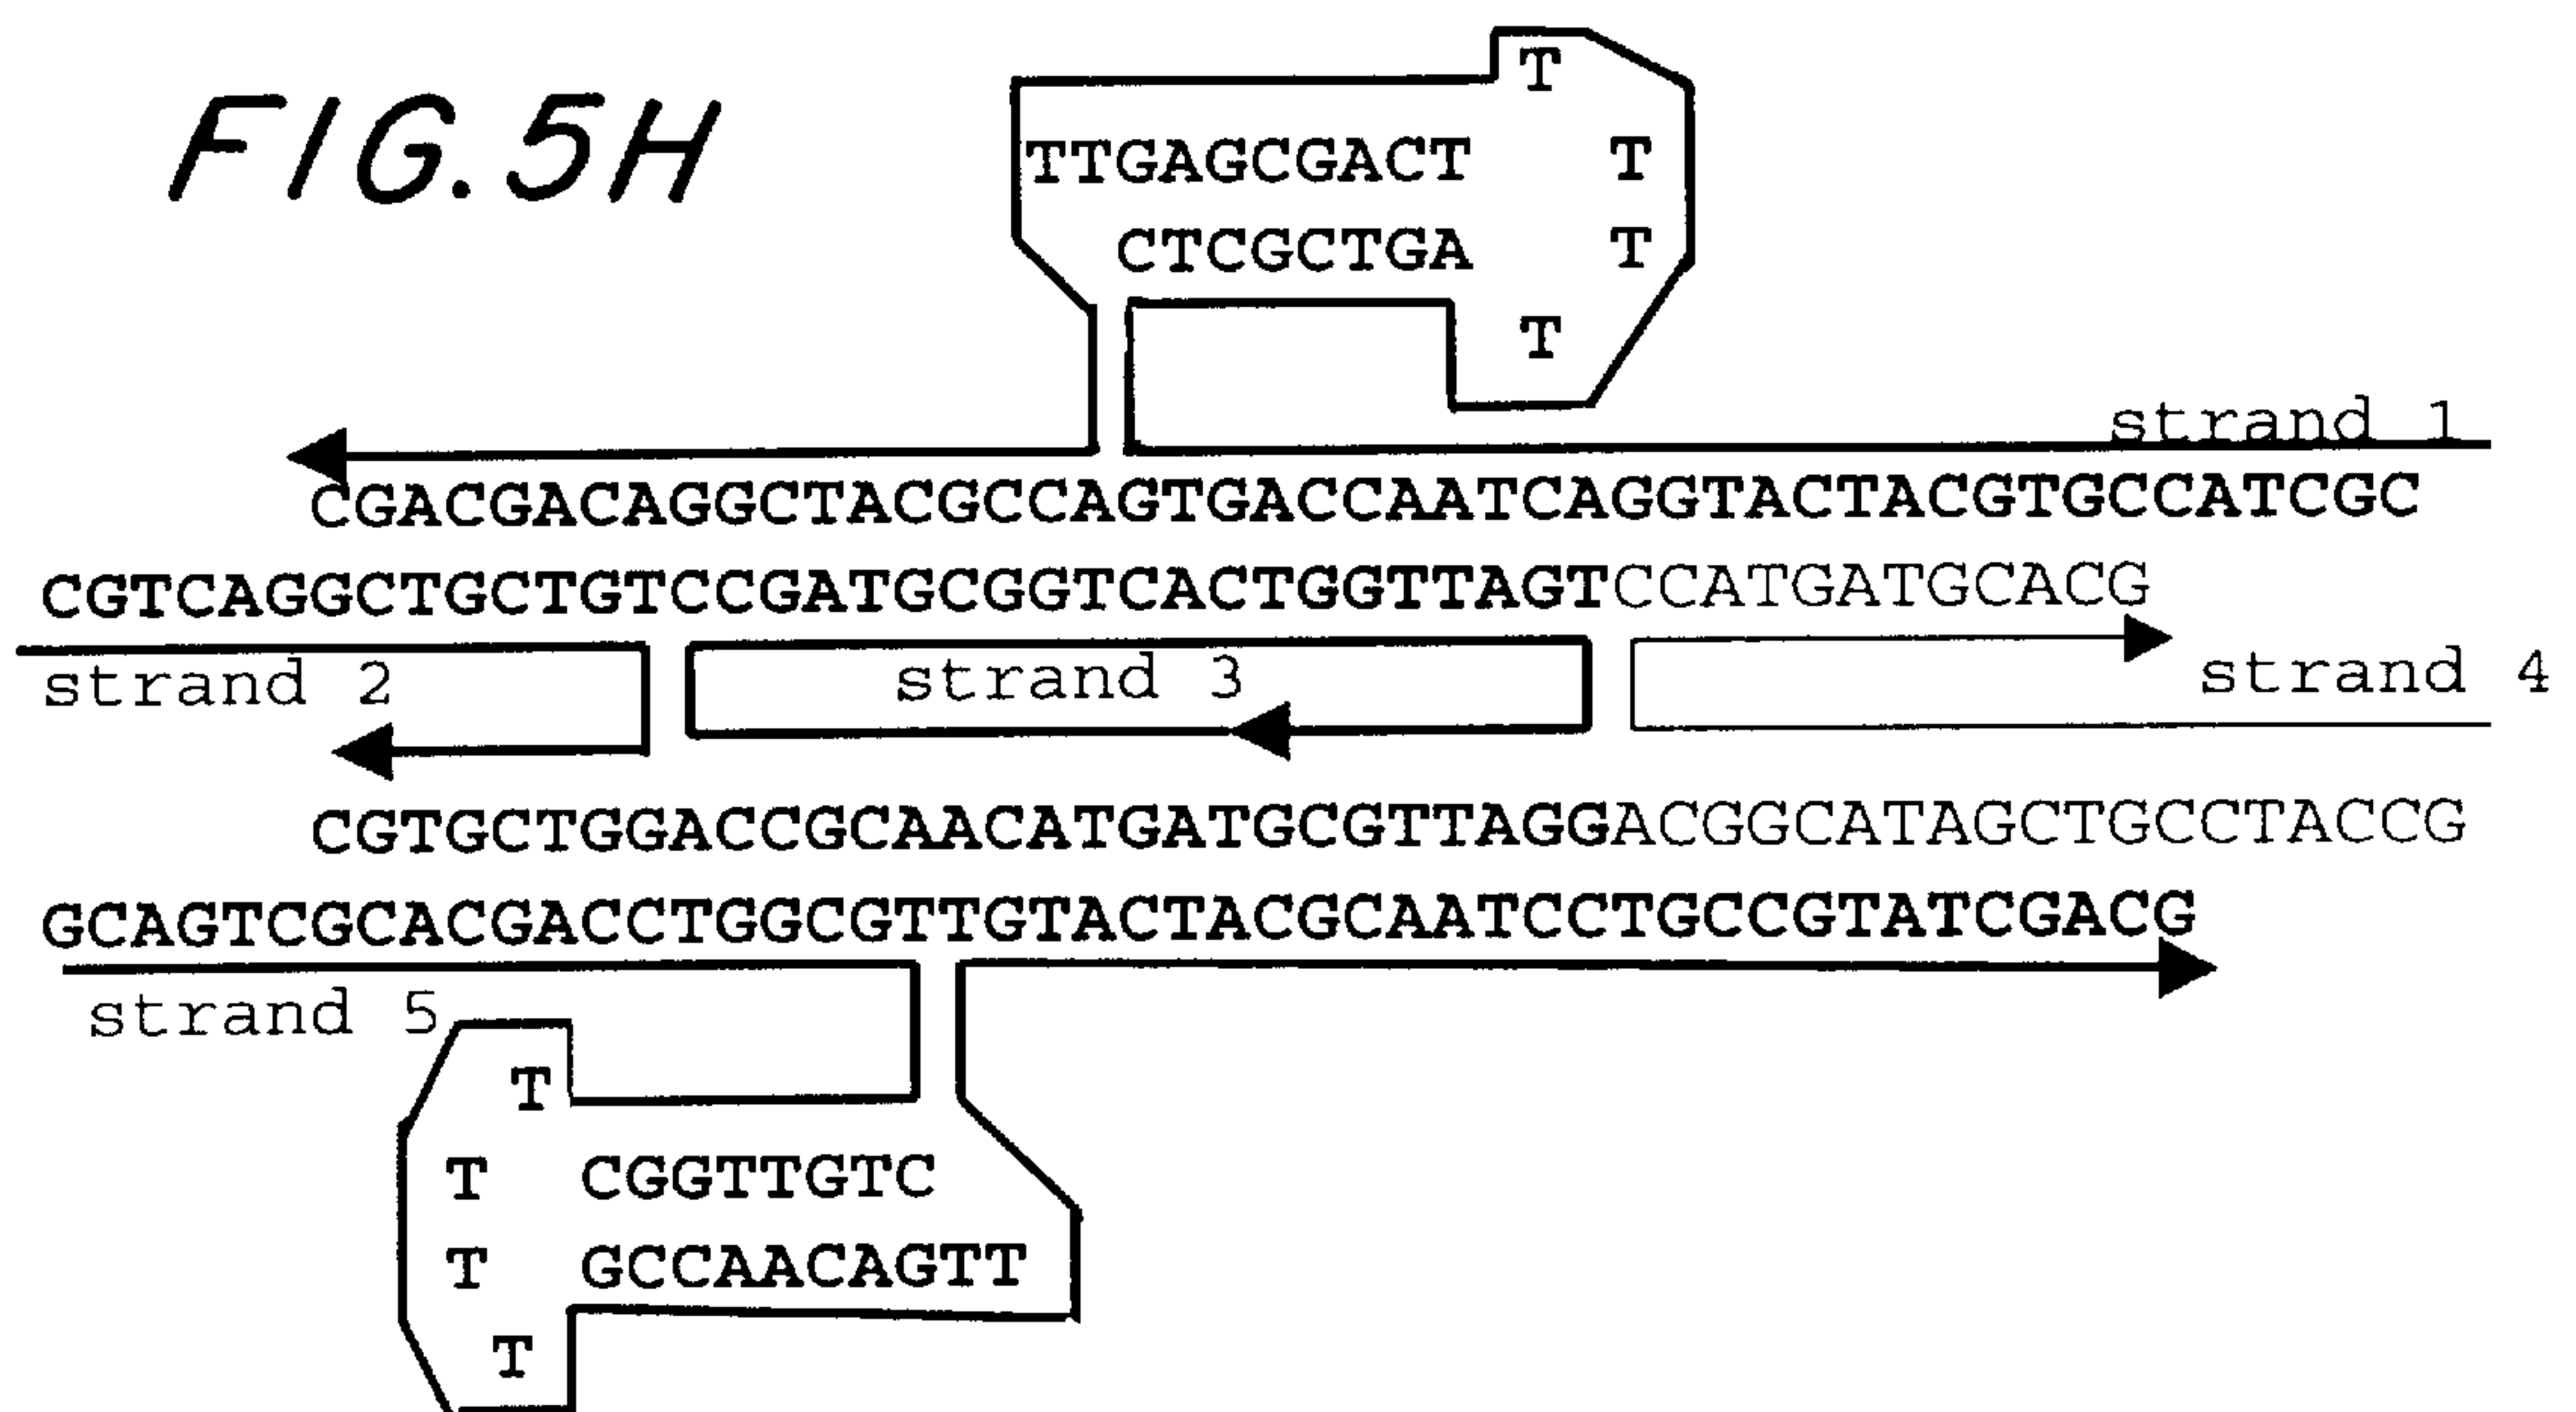 FIG. 5H
T
TTGAGCGACT T
CTCGCTGA T
T
strand 1
CGACGACAGGCTACGCCAGTGACCAATCAGGTACTACGTGCCATCGC
CGTCAGGCTGCTGTCCGATGCGGTCACTGGTTAGTCCATGATGCACG
strand 2 strand 3 strand 4
CGTGCTGGACCGCAACATGATGCGTTAGGACGGCATAGCTGCCTACCG
GCAGTCGCACGACCTGGCGTTGTACTACGCAATCCTGCCGTATCGACG
strand 5
T
T CGGTTGTC
T GCCAACAGTT
T